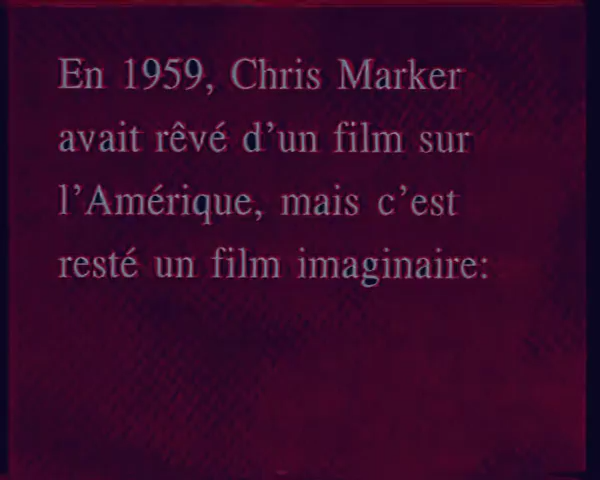 En 1959, Chris Marker
avait rêvé d'un film sur
l'Amérique, mais c'est
resté un film imaginaire: